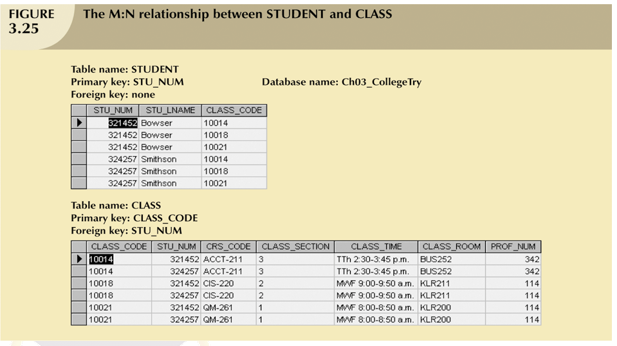 FIGURE
3.25
The M:N relationship between STUDENT and CLASS
Table name: STUDENT
Primary key: STU_NUM
Database name: Ch03_CollegeTry
Foreign key: none
STU_NUM STU_LNAME CLASS_CODE
321452 Bowser 10014
321452 Bowser 10018
321452 Bowser 10021
324257 Smithson 10014
324257 Smithson 10018
324257 Smithson 10021
Table name: CLASS
Primary key: CLASS_CODE
Foreign key: STU_NUM
CLASS_CODE STU_NUM CRS_CODE CLASS_SECTION CLASS_TIME CLASS_ROOM PROF_NUM
10014 321452 ACCT-211 3 TTh 2:30-3:45 p.m. BUS252 342
10014 324257 ACCT-211 3 TTh 2:30-3:45 p.m. BUS252 342
10018 321452 CIS-220 2 MWF 9:00-9:50 a.m. KLR211 114
10018 324257 CIS-220 2 MWF 9:00-9:50 a.m. KLR211 114
10021 321452 QM-261 1 MWF 8:00-8:50 a.m. KLR200 114
10021 324257 QM-261 1 MWF 8:00-8:50 a.m. KLR200 114